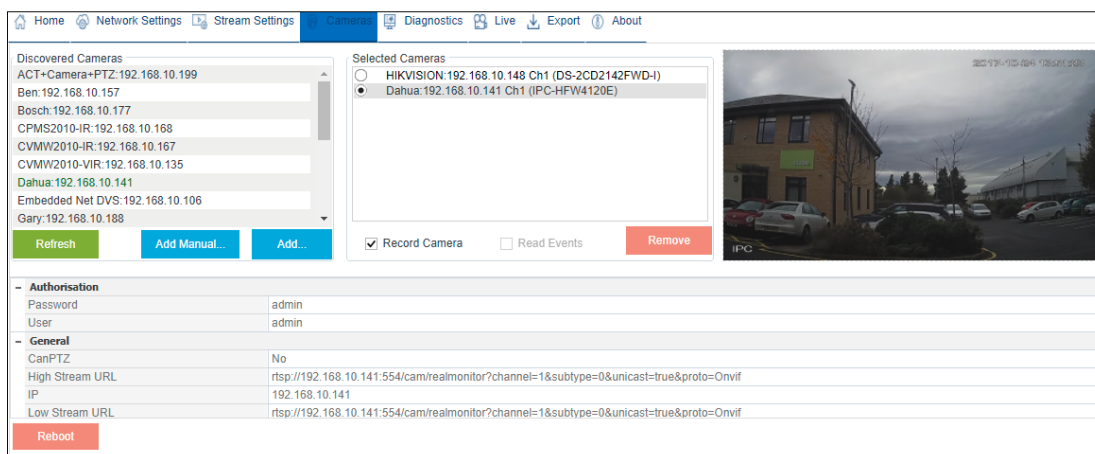 Home Network Settings Stream Settings Cameras Diagnostics Live Export About
Discovered Cameras
ACT+Camera+PTZ:192.168.10.199
Ben:192.168.10.157
Bosch:192.168.10.177
CPMS2010-IR:192.168.10.168
CVMW2010-IR:192.168.10.167
CVMW2010-VIR:192.168.10.135
Dahua:192.168.10.141
Embedded Net DVS:192.168.10.106
Gary:192.168.10.188
Refresh Add Manual... Add...
Selected Cameras
HIKVISION:192.168.10.148 Ch1 (DS-2CD2142FWD-I)
Dahua:192.168.10.141 Ch1 (IPC-HFW4120E)
Record Camera Read Events Remove
IPC
Authorisation
Password admin
User admin
General
CanPTZ No
High Stream URL rtsp://192.168.10.141:554/cam/realmonitor?channel=1&subtype=0&unicast=true&proto=Onvif
IP 192.168.10.141
Low Stream URL rtsp://192.168.10.141:554/cam/realmonitor?channel=1&subtype=0&unicast=true&proto=Onvif
Reboot